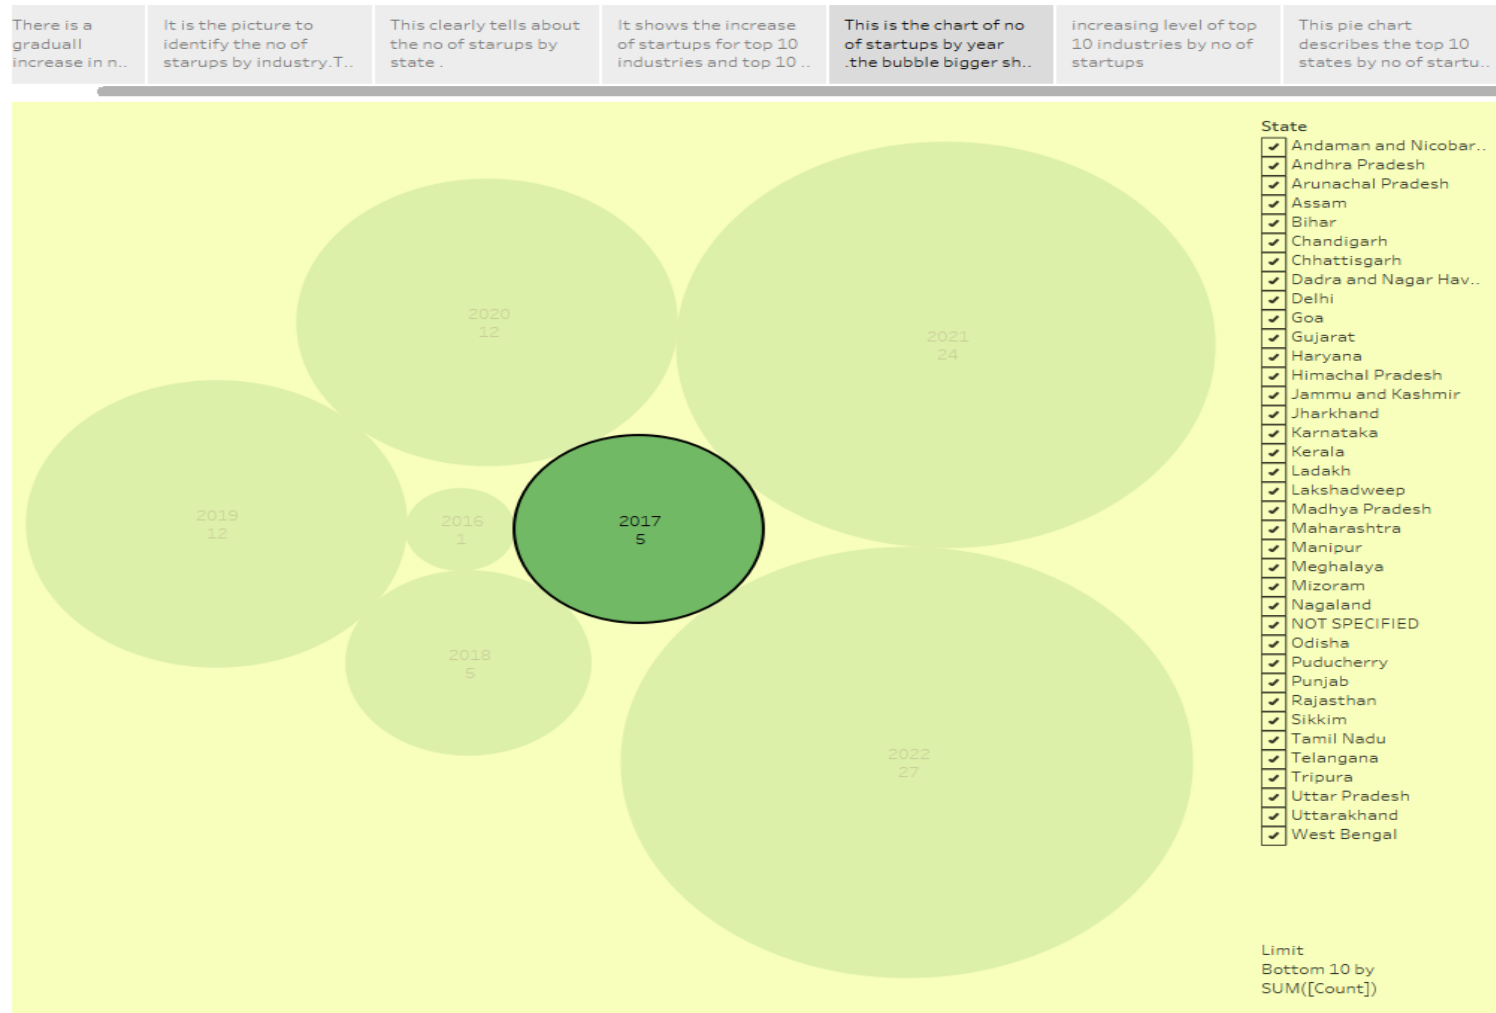 There is a
graduall
increase in n..
It is the picture to
identify the no of
starups by industry.T..
This clearly tells about
the no of starups by
state .
It shows the increase
of startups for top 10
industries and top 10 ..
This is the chart of no
of startups by year
.the bubble bigger sh..
increasing level of top
10 industries by no of
startups
This pie chart
describes the top 10
states by no of startu..
2020
12
2021
24
2019
12
2016
1
2017
5
2018
5
2022
27
State
Andaman and Nicobar..
Andhra Pradesh
Arunachal Pradesh
Assam
Bihar
Chandigarh
Chhattisgarh
Dadra and Nagar Hav..
Delhi
Goa
Gujarat
Haryana
Himachal Pradesh
Jammu and Kashmir
Jharkhand
Karnataka
Kerala
Ladakh
Lakshadweep
Madhya Pradesh
Maharashtra
Manipur
Meghalaya
Mizoram
Nagaland
NOT SPECIFIED
Odisha
Puducherry
Punjab
Rajasthan
Sikkim
Tamil Nadu
Telangana
Tripura
Uttar Pradesh
Uttarakhand
West Bengal
Limit
Bottom 10 by
SUM([Count])